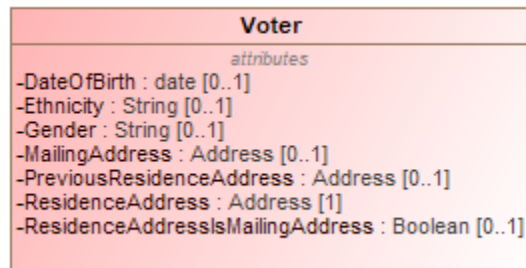 Voter
attributes
-DateOfBirth : date [0..1]
-Ethnicity : String [0..1]
-Gender : String [0..1]
-MailingAddress : Address [0..1]
-PreviousResidenceAddress : Address [0..1]
-ResidenceAddress : Address [1]
-ResidenceAddressIsMailingAddress : Boolean [0..1]